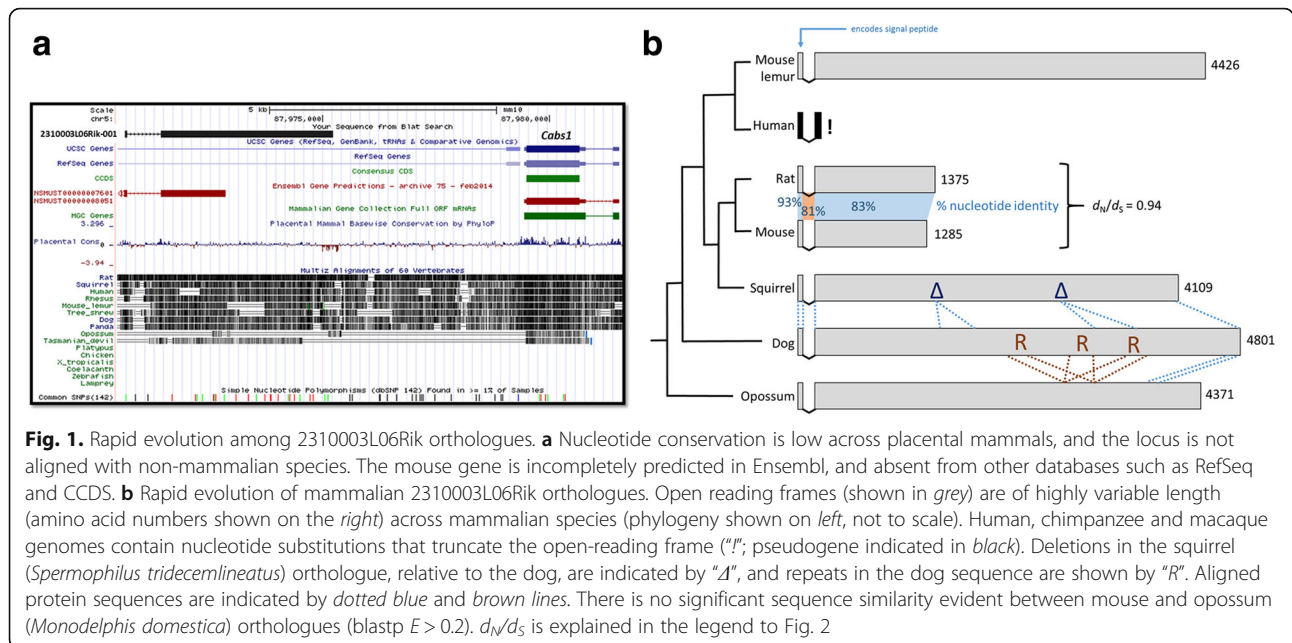 a
Scale
chr5:
5 kb
mm10
87,975,000
87,980,000
Your Sequence from Blat Search
2310003L06Rik-001
Cabs1
UCSC Genes (RefSeq, GenBank, tRNAs & Comparative Genomics)
UCSC Genes
RefSeq Genes
RefSeq Genes
Consensus CDS
CCDS
Ensembl Gene Predictions - archive 75 - feb2014
NSMUST00000007601
NSMUST00000008051
Mammalian Gene Collection Full ORF mRNAs
MGC Genes
3.296
Placental Mammal Basewise Conservation by PhyloP
Placental Cons
0
-3.94
Multiz Alignments of 60 Vertebrates
Rat
Squirrel
Human
Rhesus
Mouse_lemur
Tree_shrew
Dog
Panda
Opossum
Tasmanian_devil
Platypus
Chicken
X_tropicalis
Coelacanth
Zebrafish
Lamprey
Simple Nucleotide Polymorphisms (dbSNP 142) Found in >= 1% of Samples
Common SNPs(142)
b
encodes signal peptide
Mouse
lemur
4426
Human
!
Rat
1375
93%
81%
83%
% nucleotide identity
dN/dS = 0.94
Mouse
1285
Squirrel
Δ Δ
4109
Dog
R R R
4801
Opossum
4371
Fig. 1. Rapid evolution among 2310003L06Rik orthologues. a Nucleotide conservation is low across placental mammals, and the locus is not
aligned with non-mammalian species. The mouse gene is incompletely predicted in Ensembl, and absent from other databases such as RefSeq
and CCDS. b Rapid evolution of mammalian 2310003L06Rik orthologues. Open reading frames (shown in grey) are of highly variable length
(amino acid numbers shown on the right) across mammalian species (phylogeny shown on left, not to scale). Human, chimpanzee and macaque
genomes contain nucleotide substitutions that truncate the open-reading frame ("!"; pseudogene indicated in black). Deletions in the squirrel
(Spermophilus tridecemlineatus) orthologue, relative to the dog, are indicated by "Δ", and repeats in the dog sequence are shown by "R". Aligned
protein sequences are indicated by dotted blue and brown lines. There is no significant sequence similarity evident between mouse and opossum
(Monodelphis domestica) orthologues (blastp E > 0.2). dN/dS is explained in the legend to Fig. 2